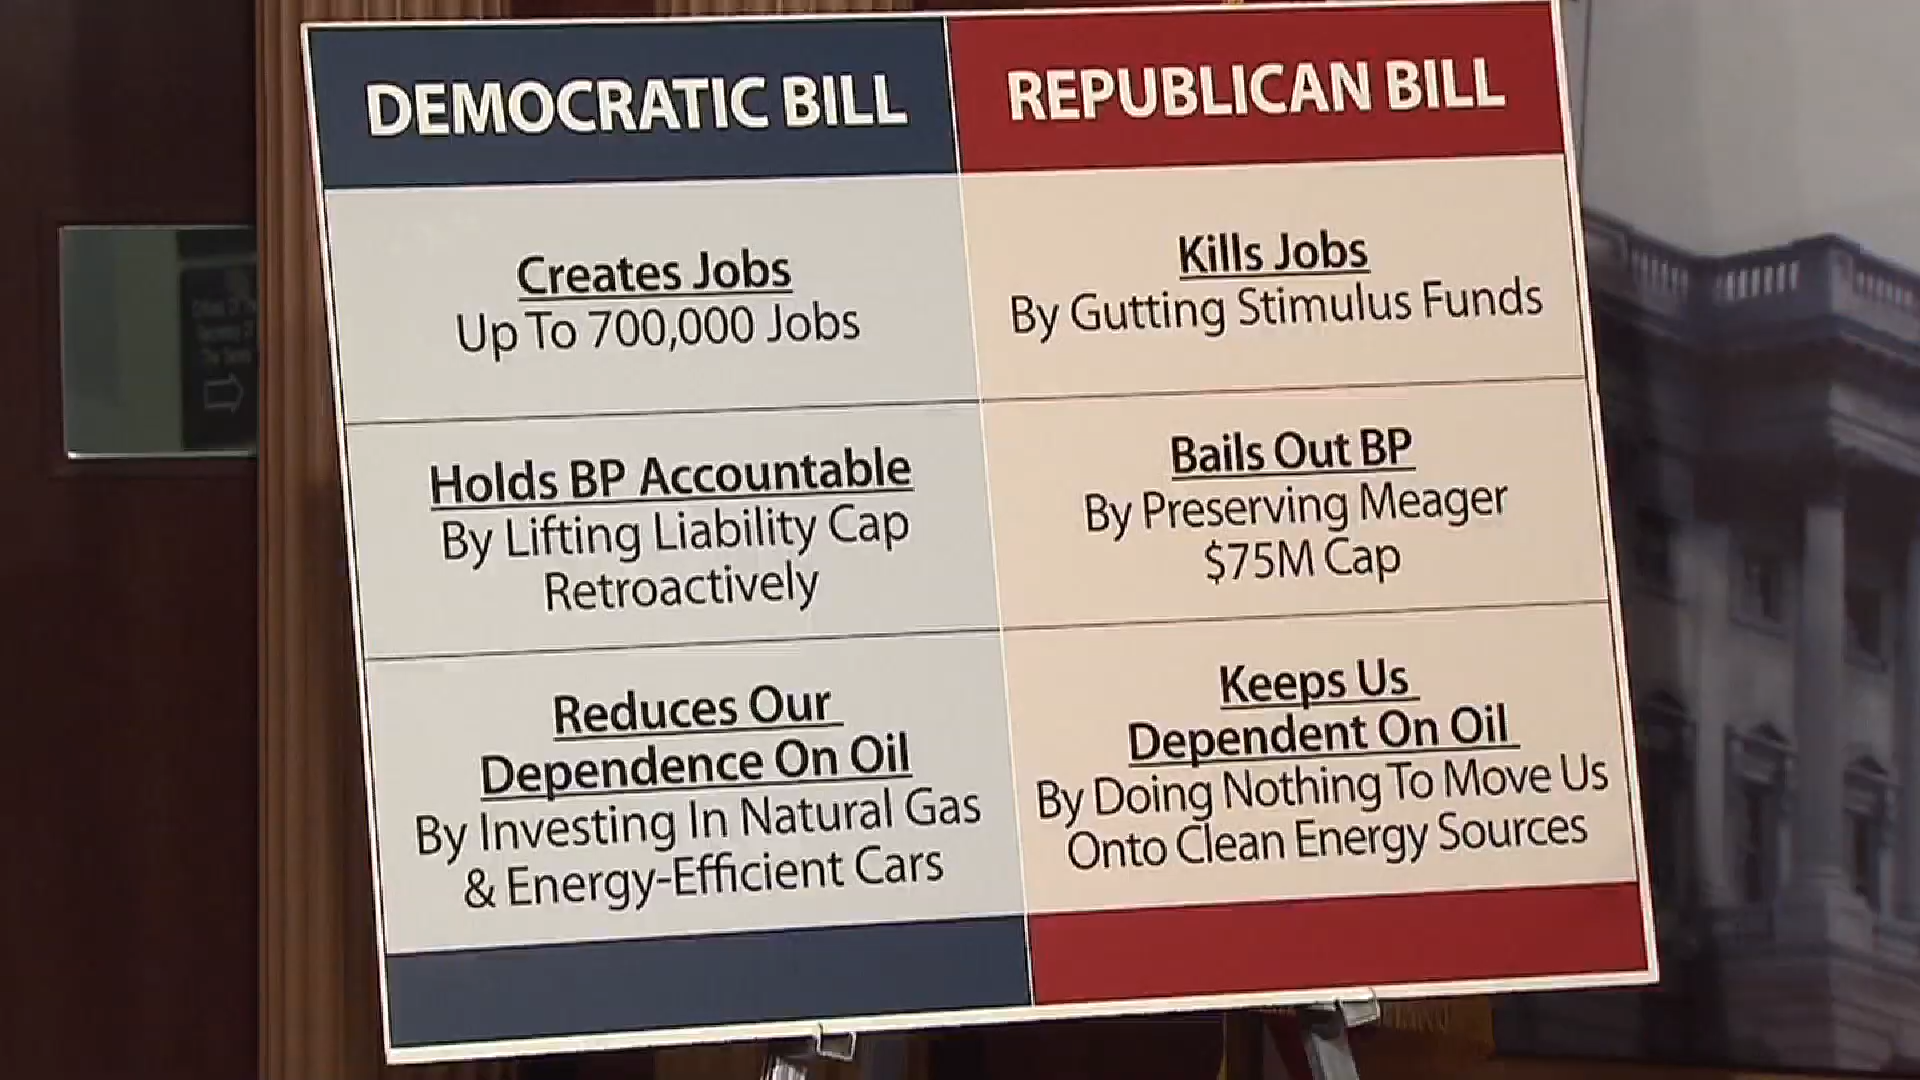 DEMOCRATIC BILL
REPUBLICAN BILL
Creates Jobs
Up To 700,000 Jobs
Kills Jobs
By Gutting Stimulus Funds
Holds BP Accountable
By Lifting Liability Cap
Retroactively
Bails Out BP
By Preserving Meager
$75M Cap
Reduces Our
Dependence On Oil
By Investing In Natural Gas
& Energy-Efficient Cars
Keeps Us
Dependent On Oil
By Doing Nothing To Move Us
Onto Clean Energy Sources